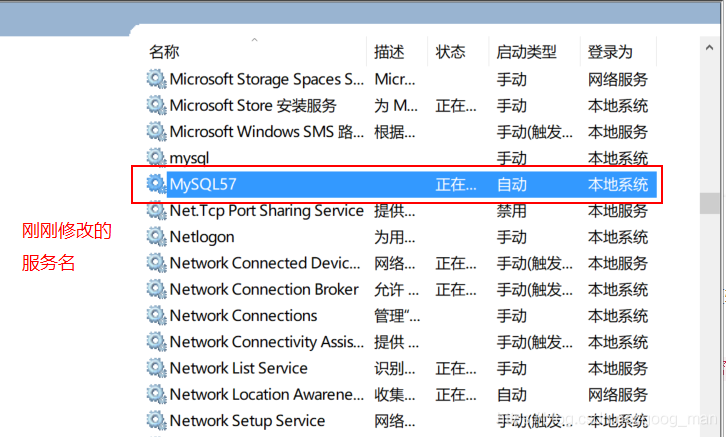 名称 描述 状态 启动类型 登录为
Microsoft Storage Spaces S... Micr... 手动 网络服务
Microsoft Store 安装服务 为 M... 正在... 手动 本地系统
Microsoft Windows SMS 路... 根据... 手动(触发... 本地系统
mysql 手动 本地系统
MySQL57 正在... 自动 本地系统
Net.Tcp Port Sharing Service 提供... 禁用 本地服务
刚刚修改的
服务名
Netlogon 为用... 手动 本地系统
Network Connected Devic... 网络... 正在... 手动(触发... 本地服务
Network Connection Broker 允许 ... 正在... 手动(触发... 本地系统
Network Connections 管理“... 手动 本地系统
Network Connectivity Assis... 提供 ... 手动(触发... 本地系统
Network List Service 识别... 正在... 手动 本地服务
Network Location Awarene... 收集... 正在... 自动 网络服务
Network Setup Service 网络... 手动(触发... 本地系统